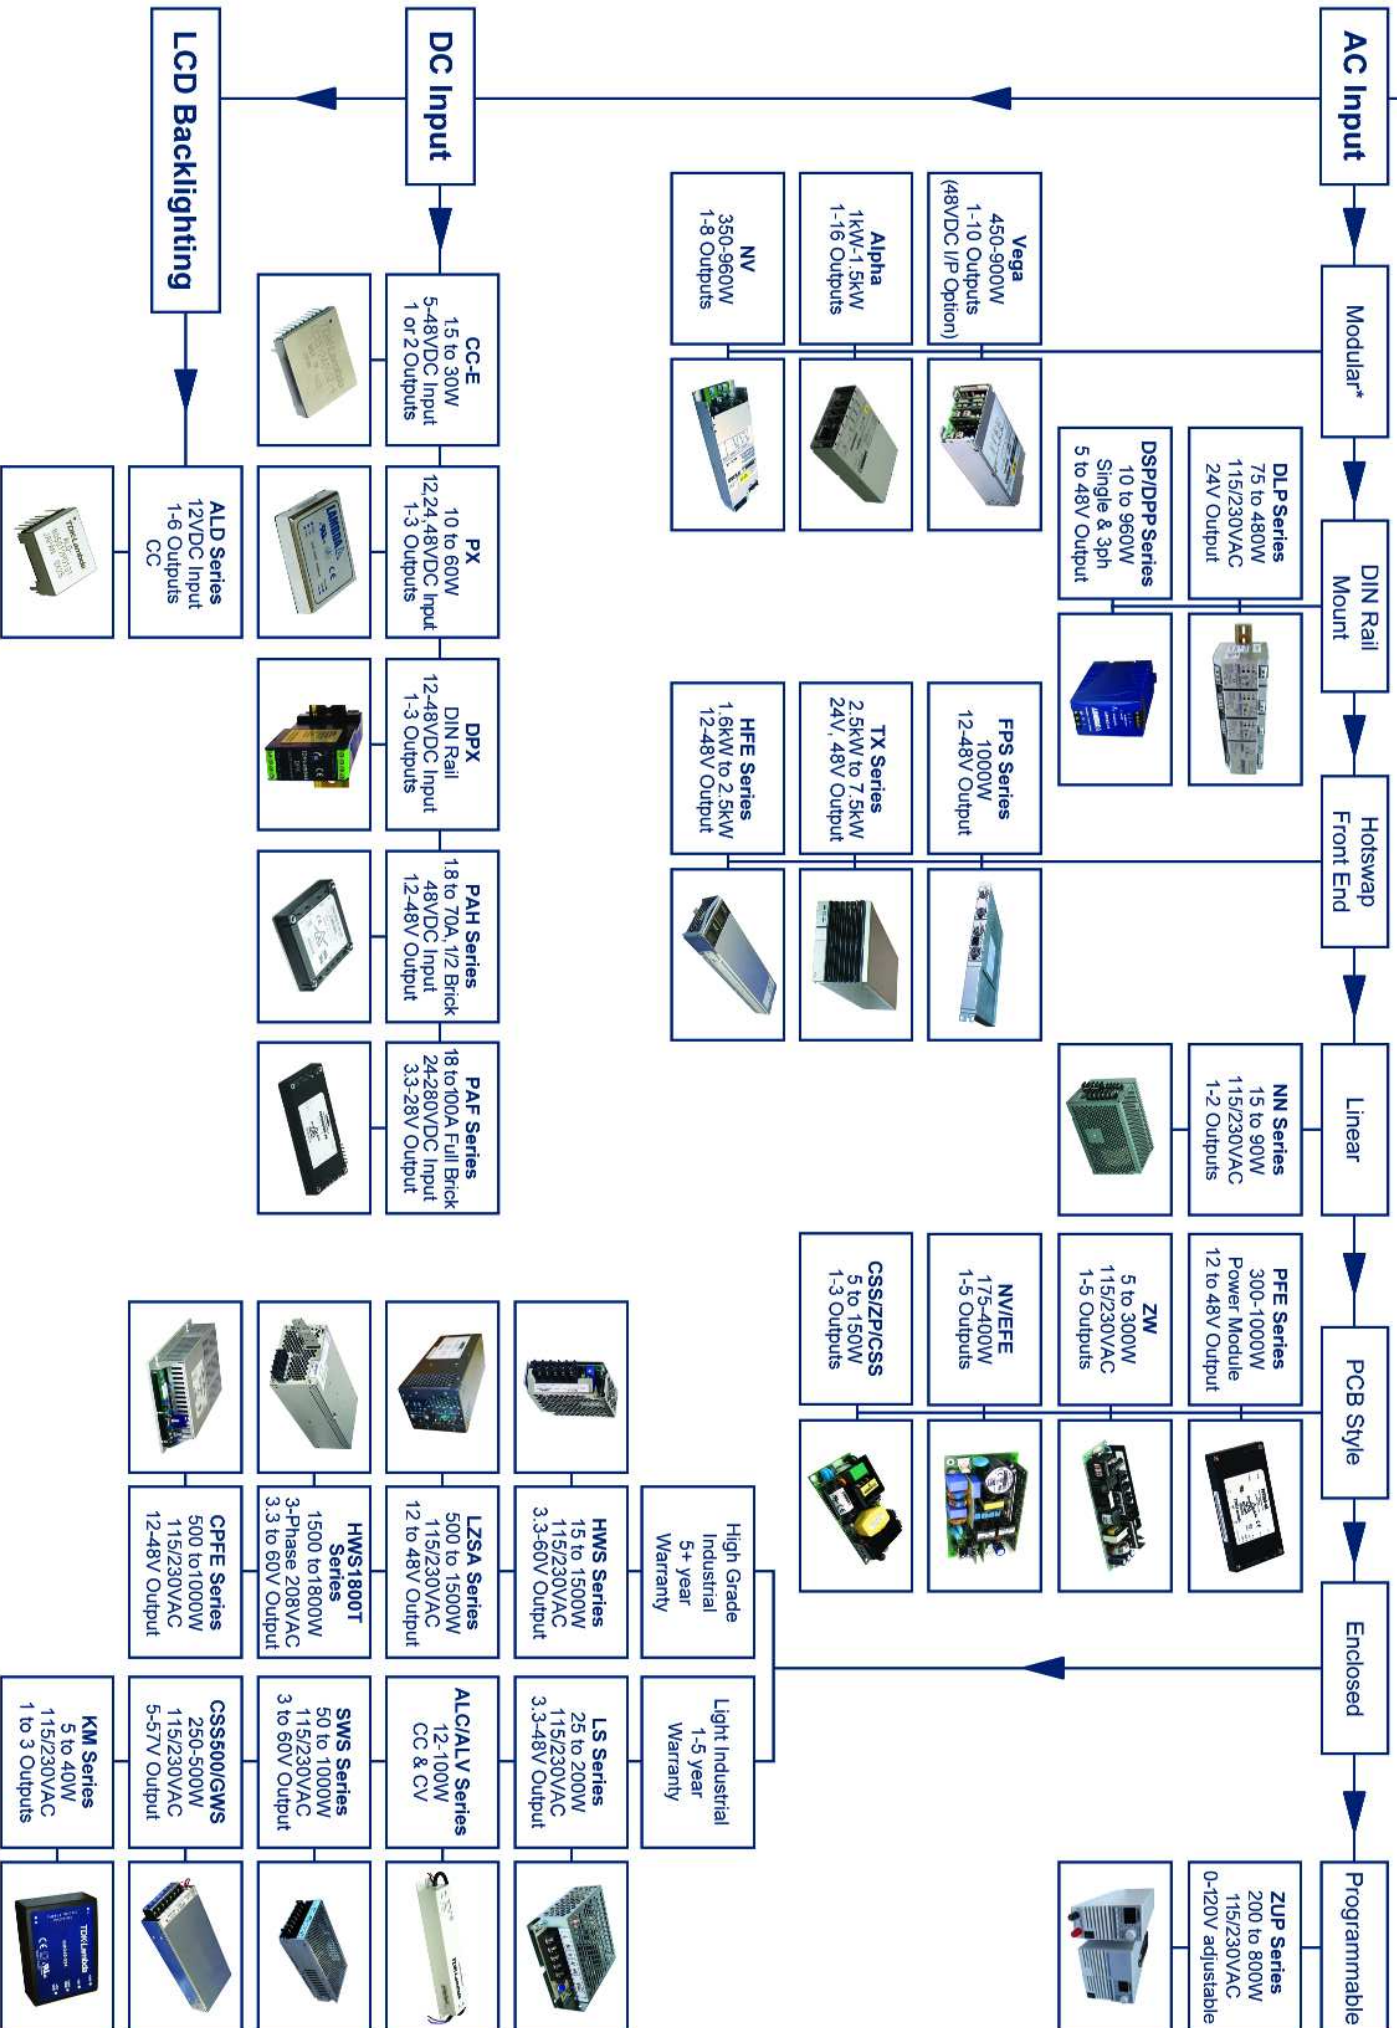 AC Input
Modular*
DIN Rail
Mount
Hotswap
Front End
Linear
PCB Style
Enclosed
Programmable
Vega
450-900W
1-10 Outputs
(48VDC I/P Option)
Alpha
1kW-1.5kW
1-16 Outputs
NV
350-960W
1-8 Outputs
DLP Series
75 to 480W
115/230VAC
24V Output
DSP/DPP Series
10 to 960W
Single & 3ph
5 to 48V Output
FPS Series
1000W
12-48V Output
TX Series
2.5kW to 7.5kW
24V, 48V Output
HFE Series
1.6kW to 2.5kW
12-48V Output
NN Series
15 to 90W
115/230VAC
1-2 Outputs
PFE Series
300-1000W
Power Module
12 to 48V Output
ZW
5 to 300W
115/230VAC
1-5 Outputs
NV/EFE
175-400W
1-5 Outputs
CSS/ZP/CSS
5 to 150W
1-3 Outputs
High Grade
Industrial
5+ year
Warranty
Light Industrial
1-5 year
Warranty
HWS Series
15 to 1500W
115/230VAC
3.3-60V Output
LZSA Series
500 to 1500W
115/230VAC
12 to 48V Output
HWS1800T
Series
1500 to1800W
3-Phase 208VAC
3.3 to 60V Output
CPFE Series
500 to1000W
115/230VAC
12-48V Output
LS Series
25 to 200W
115/230VAC
3.3-48V Output
ALC/ALV Series
12-100W
CC & CV
SWS Series
50 to 1000W
115/230VAC
3 to 60V Output
CSS500/GWS
250-500W
115/230VAC
5-57V Output
KM Series
5 to 40W
115/230VAC
1 to 3 Outputs
TDK-Lambda
ZUP Series
200 to 800W
115/230VAC
0-120V adjustable
DC Input
CC-E
1.5 to 30W
5-48VDC Input
1 or 2 Outputs
PX
10 to 60W
12,24,48VDC Input
1-3 Outputs
LAMBDA
DPX
DIN Rail
12-48VDC Input
1-3 Outputs
PAH Series
1.8 to 70A, 1/2 Brick
48VDC Input
12-48V Output
PAF Series
18 to100A Full Brick
24-280VDC Input
3.3-28V Output
LCD Backlighting
ALD Series
12VDC Input
1-6 Outputs
CC
TDK-Lambda